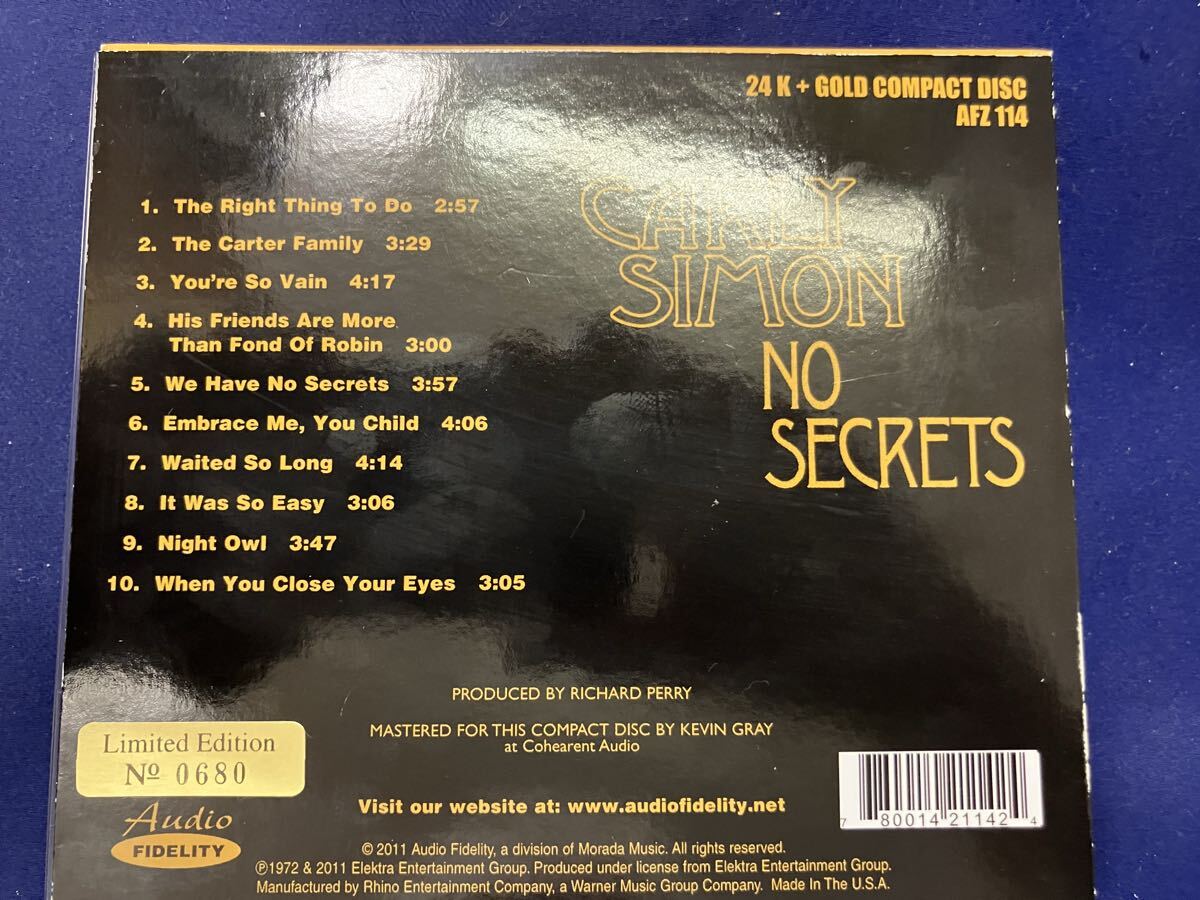 24 K + GOLD COMPACT DISC
AFZ 114
CARLY
SIMON
NO
SECRETS
1. The Right Thing To Do 2:57
2. The Carter Family 3:29
3. You're So Vain 4:17
4. His Friends Are More
Than Fond Of Robin 3:00
5. We Have No Secrets 3:57
6. Embrace Me, You Child 4:06
7. Waited So Long 4:14
8. It Was So Easy 3:06
9. Night Owl 3:47
10. When You Close Your Eyes 3:05
PRODUCED BY RICHARD PERRY
MASTERED FOR THIS COMPACT DISC BY KEVIN GRAY
at Cohearent Audio
Limited Edition
Nº 0680
Audio
FIDELITY
Visit our website at: www.audiofidelity.net
7 80014 21142 4
© 2011 Audio Fidelity, a division of Morada Music. All rights reserved.
℗1972 & 2011 Elektra Entertainment Group. Produced under license from Elektra Entertainment Group.
Manufactured by Rhino Entertainment Company, a Warner Music Group Company. Made In The U.S.A.